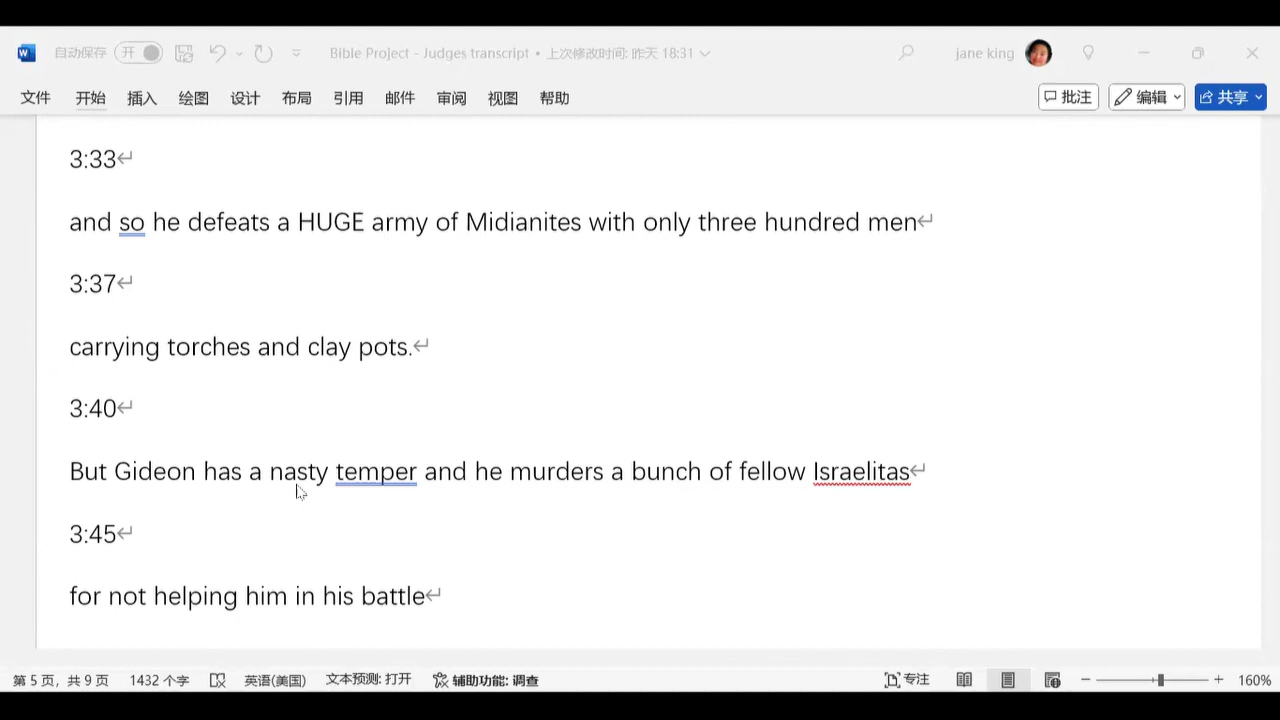 W 自动保存 开 Bible Project - Judges transcript • 上次修改时间: 昨天 18:31 jane king
文件 开始 插入 绘图 设计 布局 引用 邮件 审阅 视图 帮助 批注 编辑 共享
3:33
and so he defeats a HUGE army of Midianites with only three hundred men
3:37
carrying torches and clay pots.
3:40
But Gideon has a nasty temper and he murders a bunch of fellow Israelitas
3:45
for not helping him in his battle
第 5 页，共 9 页 1432 个字 英语(美国) 文本预测: 打开 辅助功能: 调查 专注 160%